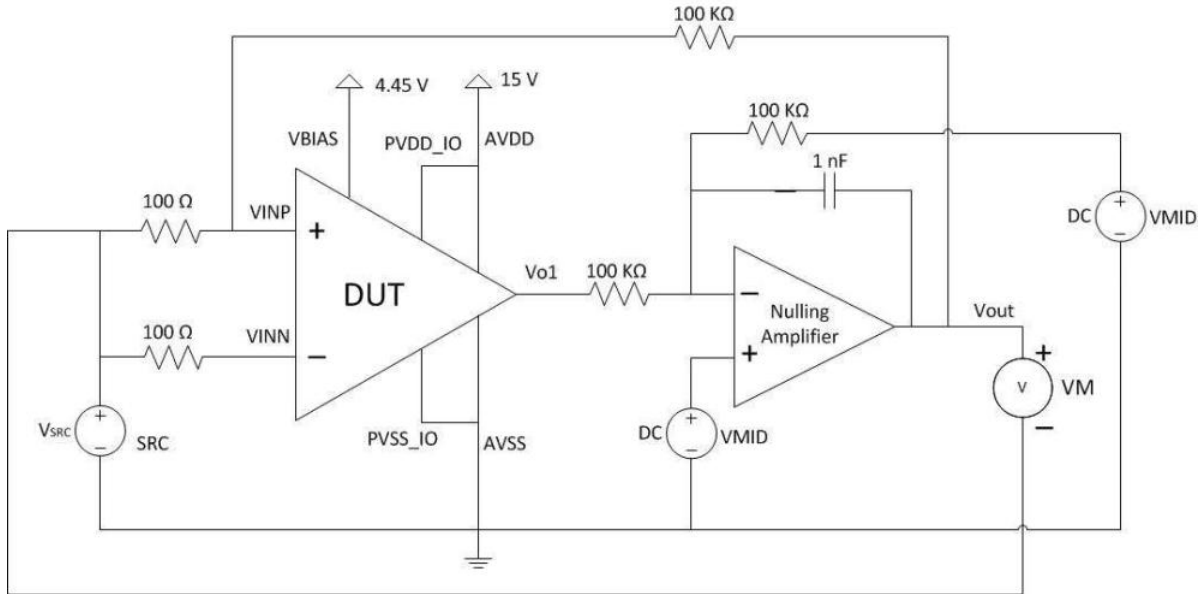 100 KΩ
4.45 V
15 V
VBIAS
PVDD_IO
AVDD
100 KΩ
1 nF
100 Ω
VINP
+
DUT
Vo1
100 KΩ
−
Nulling
Amplifier
+
Vout
+
V
VM
−
+
DC
VMID
−
100 Ω
VINN
−
+
VSRC
−
SRC
PVSS_IO
AVSS
+
DC
VMID
−